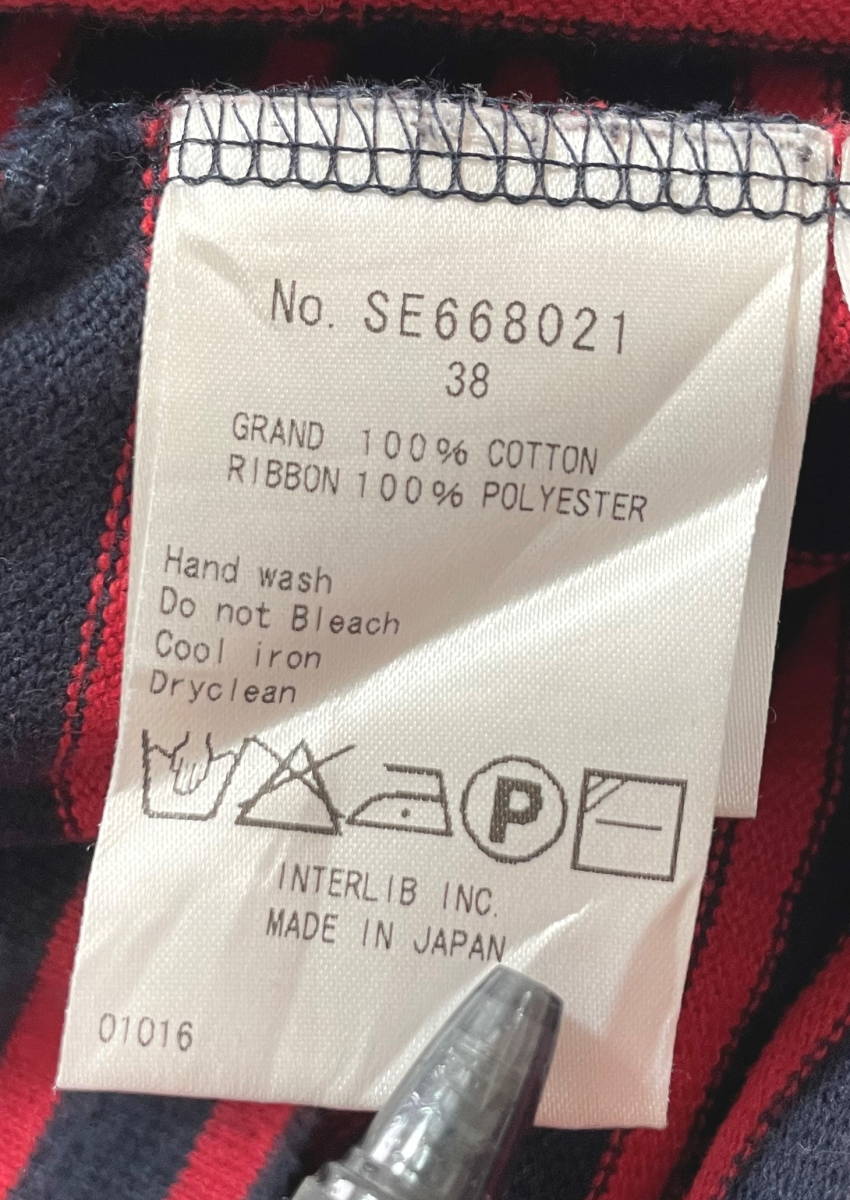 No. SE668021
38
GRAND 100% COTTON
RIBBON 100% POLYESTER
Hand wash
Do not Bleach
Cool iron
Dryclean
P
INTERLIB INC.
MADE IN JAPAN
01016